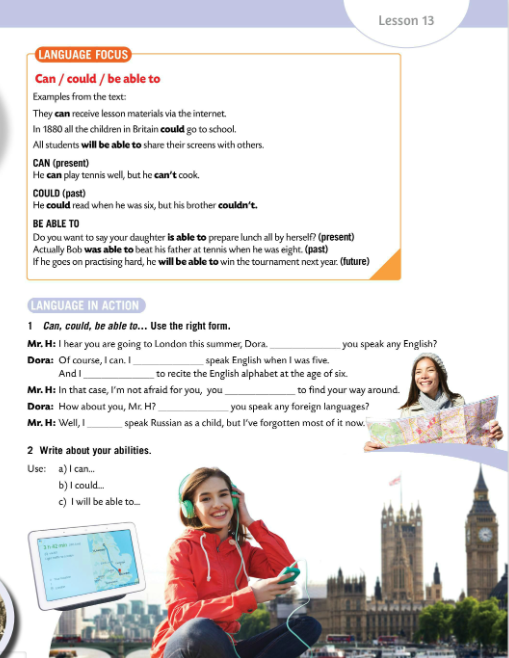 Lesson 13
LANGUAGE FOCUS
Can / could / be able to
Examples from the text:
They can receive lesson materials via the internet.
In 1880 all the children in Britain could go to school.
All students will be able to share their screens with others.
CAN (present)
He can play tennis well, but he can't cook.
COULD (past)
He could read when he was six, but his brother couldn't.
BE ABLE TO
Do you want to say your daughter is able to prepare lunch all by herself? (present)
Actually Bob was able to beat his father at tennis when he was eight. (past)
If he goes on practising hard, he will be able to win the tournament next year. (future)
LANGUAGE IN ACTION
1 Can, could, be able to... Use the right form.
Mr. H: I hear you are going to London this summer, Dora. ______________ you speak any English?
Dora: Of course, I can. I ______________ speak English when I was five.
And I ______________ to recite the English alphabet at the age of six.
Mr. H: In that case, I'm not afraid for you, you ______________ to find your way around.
Dora: How about you, Mr. H? ______________ you speak any foreign languages?
Mr. H: Well, I _______ speak Russian as a child, but I've forgotten most of it now.
2 Write about your abilities.
Use: a) I can...
b) I could...
c) I will be able to...